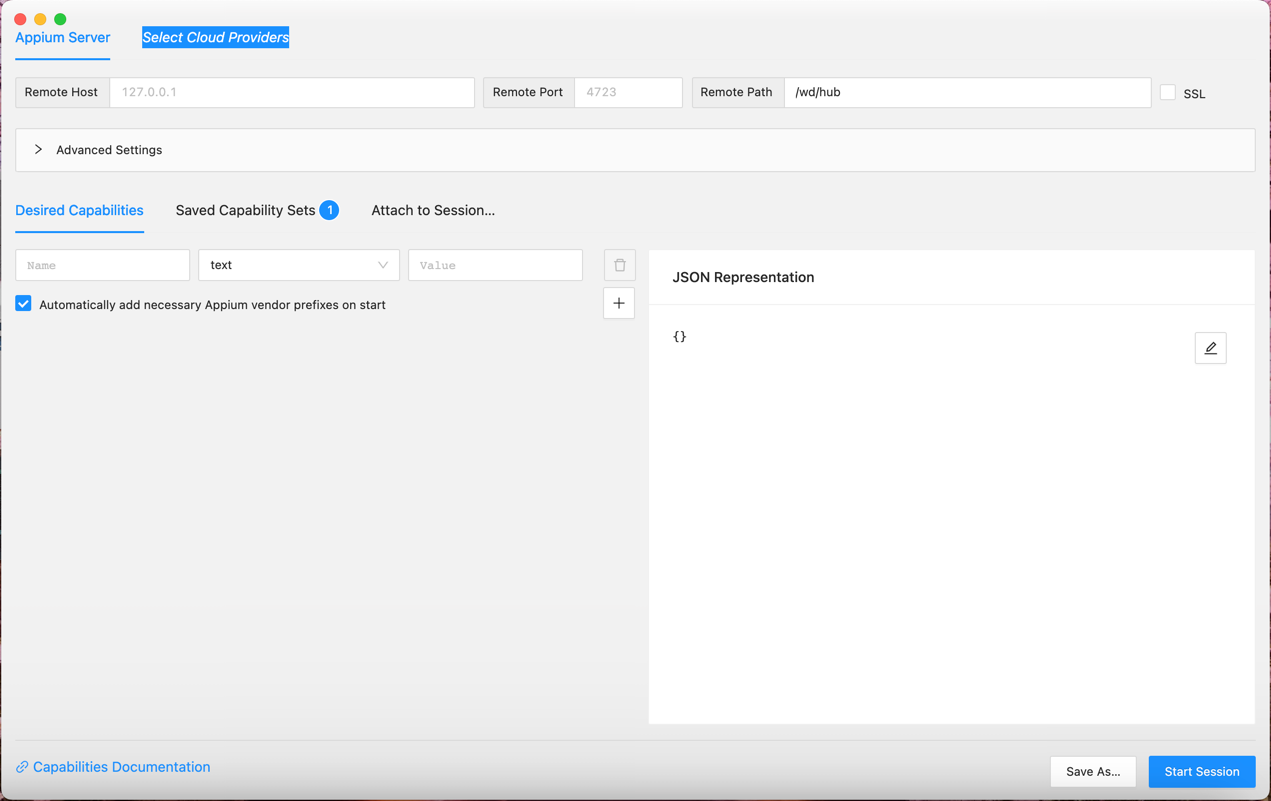 Appium Server
Select Cloud Providers
Remote Host
127.0.0.1
Remote Port
4723
Remote Path
/wd/hub
SSL
Advanced Settings
Desired Capabilities
Saved Capability Sets 1
Attach to Session...
Name
text
Value
Automatically add necessary Appium vendor prefixes on start
JSON Representation
{}
Capabilities Documentation
Save As...
Start Session